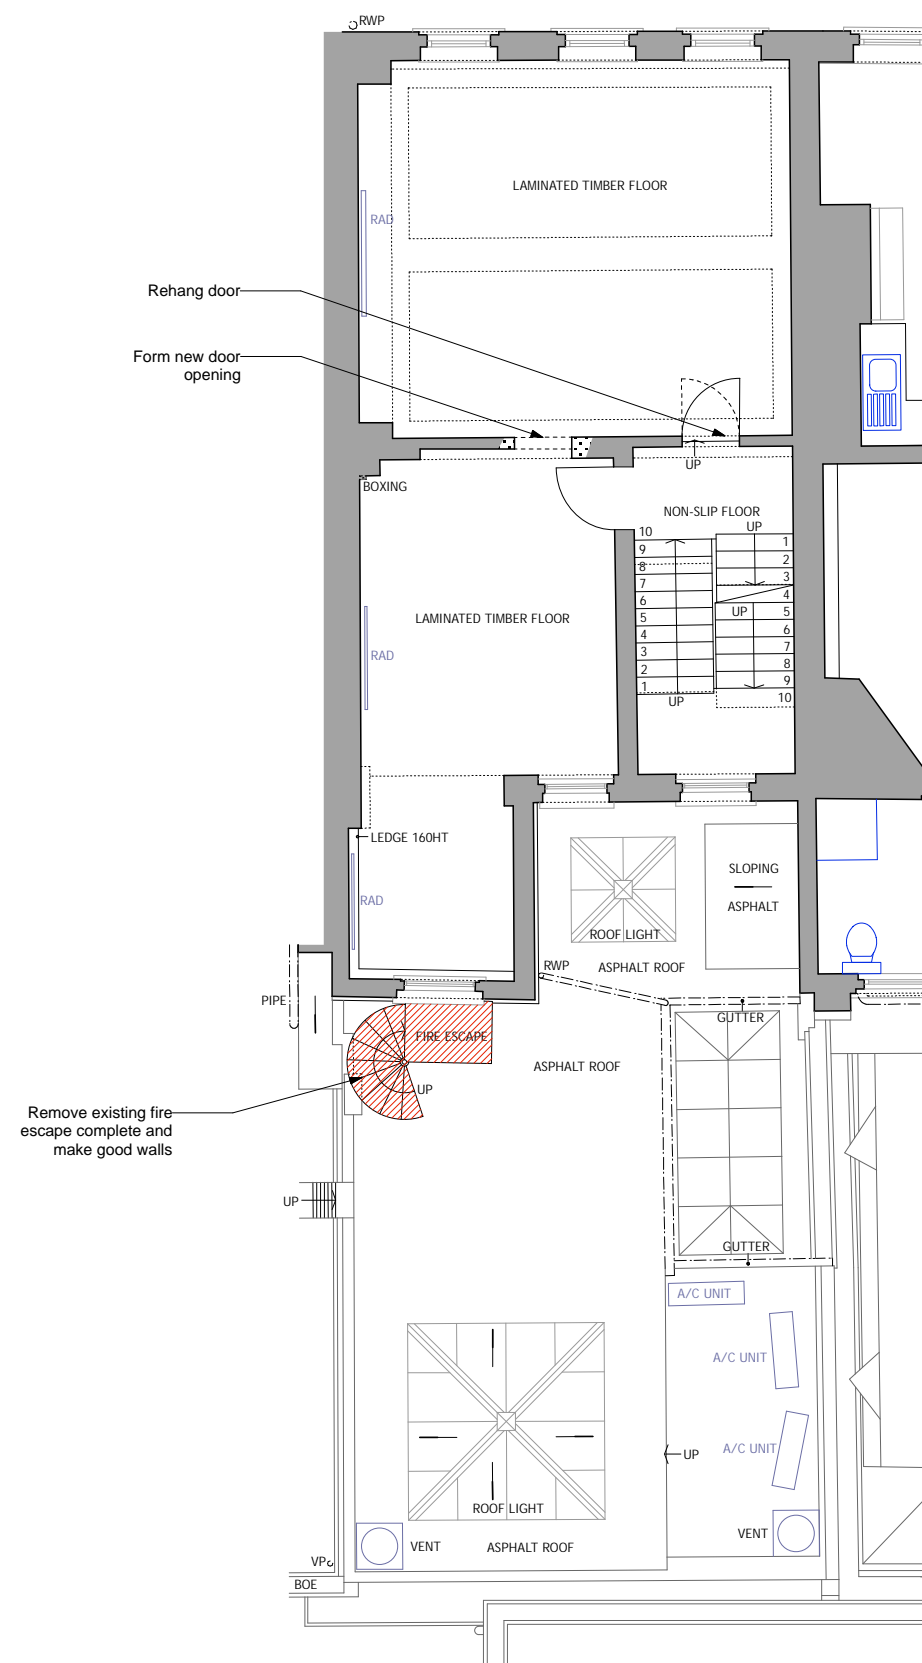 RWP
LAMINATED TIMBER FLOOR
RAD
Rehang door
Form new door
opening
UP
BOXING
NON-SLIP FLOOR
UP
10
9
8
7
6
5
4
3
2
1
UP
1
2
3
4
5
6
7
8
9
10
UP
LAMINATED TIMBER FLOOR
RAD
LEDGE 160HT
RAD
SLOPING
ASPHALT
ROOF LIGHT
ASPHALT ROOF
RWP
PIPE
GUTTER
FIRE ESCAPE
ASPHALT ROOF
UP
Remove existing fire
escape complete and
make good walls
UP
GUTTER
A/C UNIT
A/C UNIT
A/C UNIT
UP
ROOF LIGHT
VENT
VENT
ASPHALT ROOF
VP
BOE